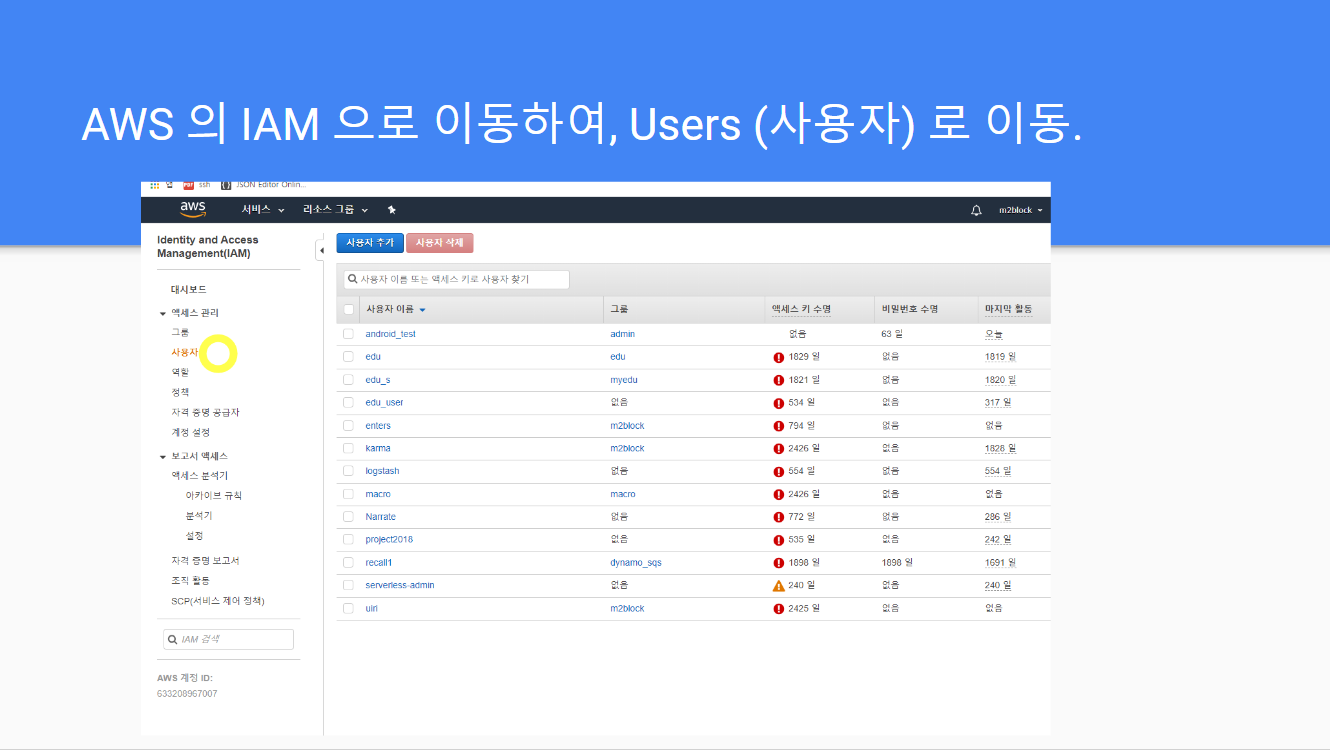 AWS 의 IAM 으로 이동하여, Users (사용자) 로 이동.
앱 PDF ssh {} JSON Editor Onlin...
aws 서비스 리소스 그룹 m2block
Identity and Access
Management(IAM)
대시보드
액세스 관리
그룹
사용자
역할
정책
자격 증명 공급자
계정 설정
보고서 액세스
액세스 분석기
아카이브 규칙
분석기
설정
자격 증명 보고서
조직 활동
SCP(서비스 제어 정책)
IAM 검색
AWS 계정 ID:
633208967007
사용자 추가 사용자 삭제
사용자 이름 또는 액세스 키로 사용자 찾기
사용자 이름 그룹 액세스 키 수명 비밀번호 수명 마지막 활동
android_test admin 없음 63 일 오늘
edu edu 1829 일 없음 1819 일
edu_s myedu 1821 일 없음 1820 일
edu_user 없음 534 일 없음 317 일
enters m2block 794 일 없음 없음
karma m2block 2426 일 없음 1828 일
logstash 없음 554 일 없음 554 일
macro macro 2426 일 없음 없음
Narrate 없음 772 일 없음 286 일
project2018 없음 535 일 없음 242 일
recall1 dynamo_sqs 1898 일 1898 일 1691 일
serverless-admin 없음 240 일 없음 240 일
uiri m2block 2425 일 없음 없음